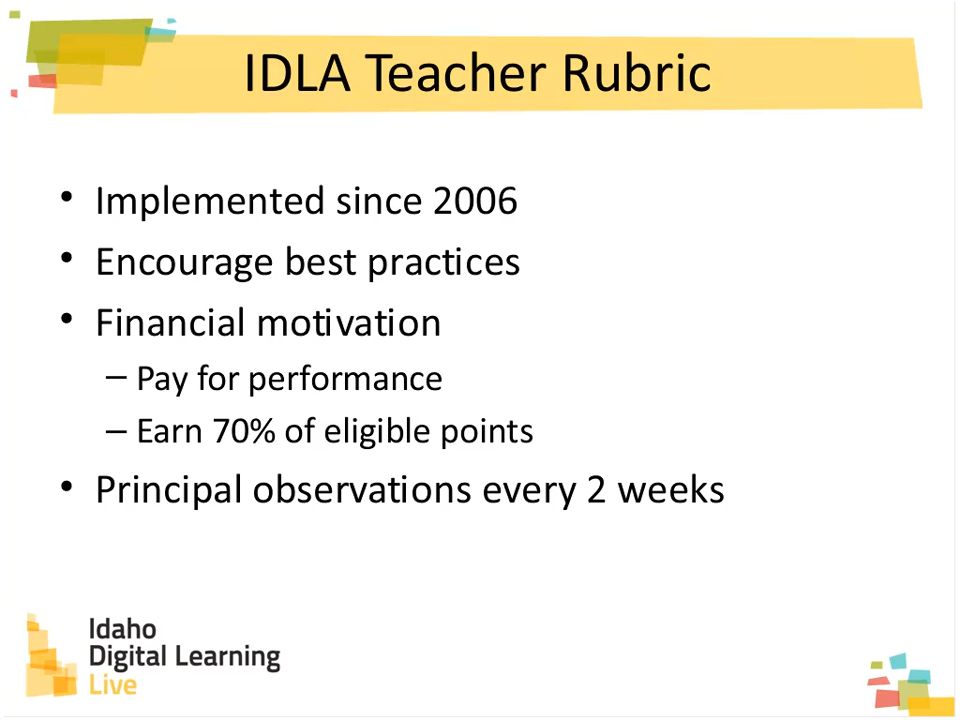 IDLA Teacher Rubric
• Implemented since 2006
• Encourage best practices
• Financial motivation
– Pay for performance
– Earn 70% of eligible points
• Principal observations every 2 weeks
Idaho
Digital Learning
Live